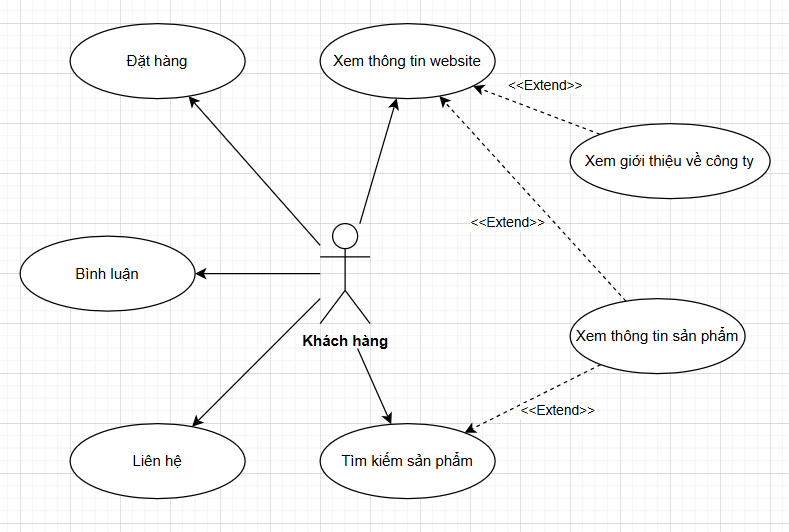 Đặt hàng
Xem thông tin website
<<Extend>>
Xem giới thiệu về công ty
<<Extend>>
Bình luận
Xem thông tin sản phẩm
Khách hàng
<<Extend>>
Liên hệ
Tìm kiếm sản phẩm